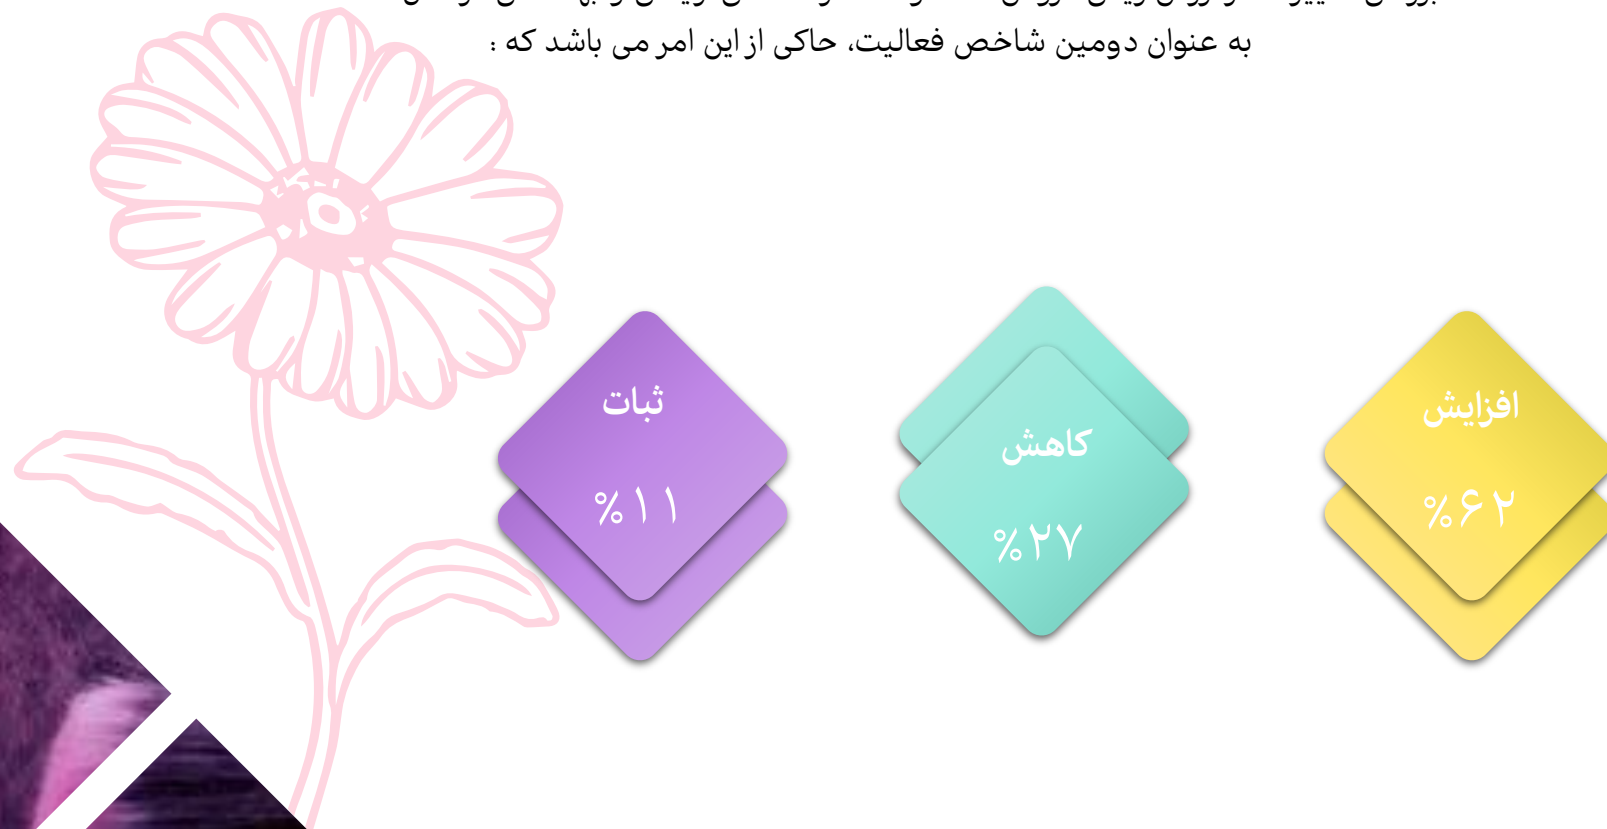 به عنوان دومین شاخص فعالیت، حاکی از این امر می باشد که :
افزایش
%۶۲
کاهش
%۲۷
ثبات
%۱۱